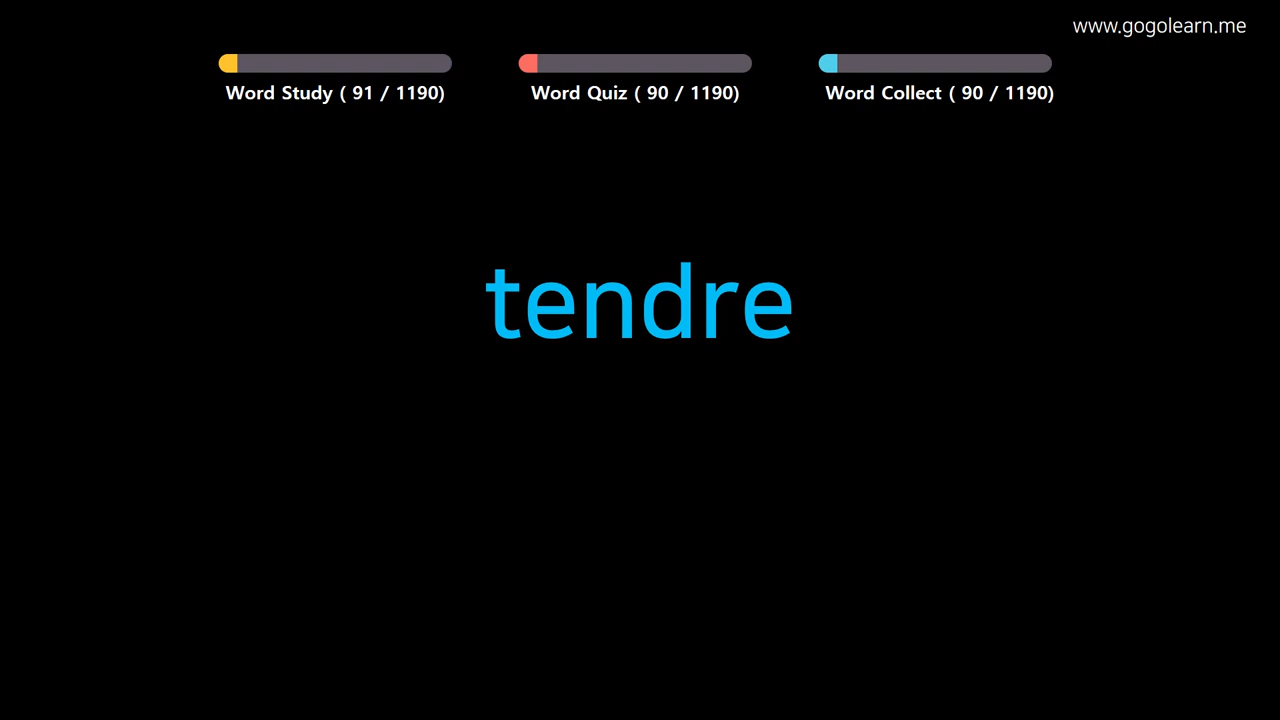 www.gogolearn.me
Word Study ( 91 / 1190)
Word Quiz ( 90 / 1190)
Word Collect ( 90 / 1190)
tendre